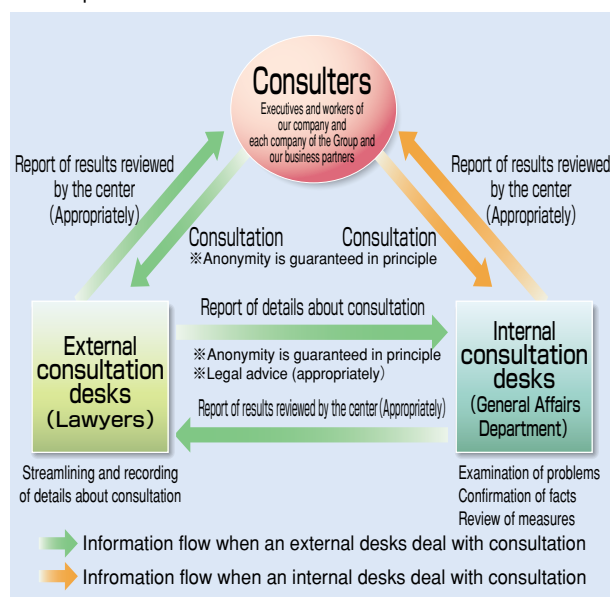 Consulters
Executives and workers of
our company and
each company of the Group and
our business partners
Report of results reviewed
by the center
(Appropriately)
Report of results reviewed
by the center
(Appropriately)
Consultation
Consultation
※Anonymity is guaranteed in principle
Report of details about consultation
※Anonymity is guaranteed in principle
※Legal advice (appropriately)
Report of results reviewed by the center(Appropriately)
External
consultation
desks
(Lawyers)
Internal
consultation
desks
(General Affairs
Department)
Streamlining and recording
of details about consultation
Examination of problems
Confirmation of facts
Review of measures
Information flow when an external desks deal with consultation
Infromation flow when an internal desks deal with consultation